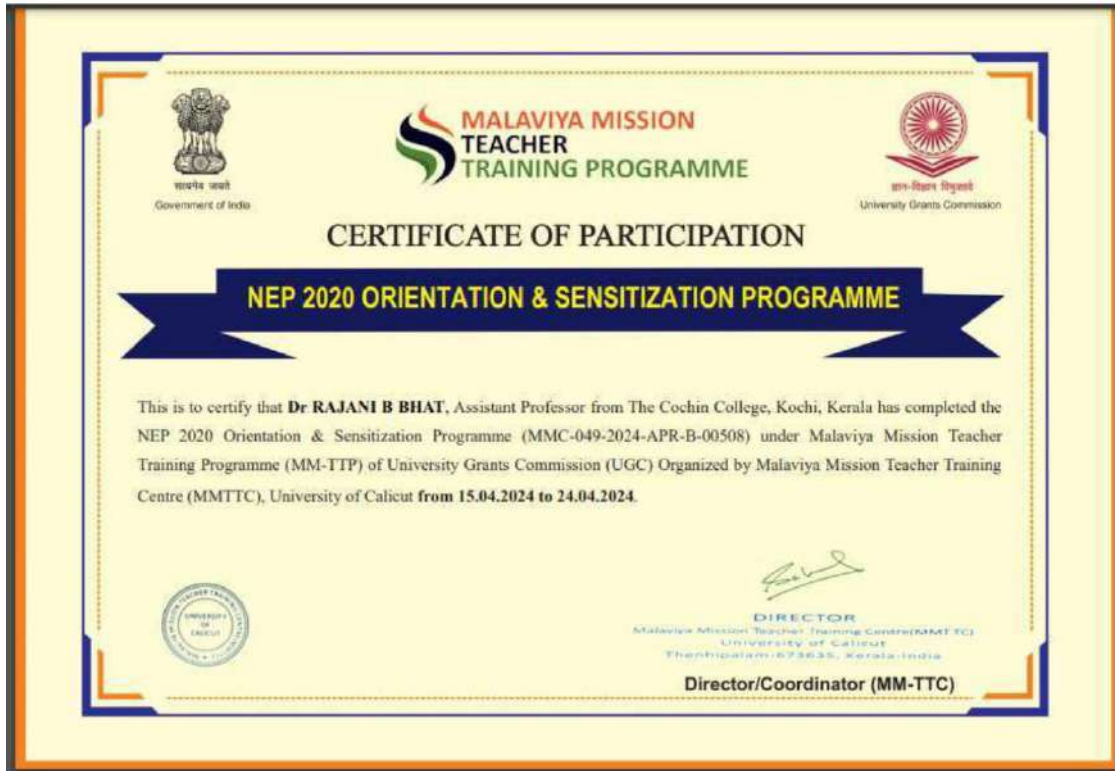 सत्यमेव जयते
Government of India
MALAVIYA MISSION
TEACHER
TRAINING PROGRAMME
ज्ञान-विज्ञान विमुक्तये
University Grants Commission
CERTIFICATE OF PARTICIPATION
NEP 2020 ORIENTATION & SENSITIZATION PROGRAMME
This is to certify that Dr RAJANI B BHAT, Assistant Professor from The Cochin College, Kochi, Kerala has completed the
NEP 2020 Orientation & Sensitization Programme (MMC-049-2024-APR-B-00508) under Malaviya Mission Teacher
Training Programme (MM-TTP) of University Grants Commission (UGC) Organized by Malaviya Mission Teacher Training
Centre (MMTTC), University of Calicut from 15.04.2024 to 24.04.2024.
UNIVERSITY
OF
CALICUT
DIRECTOR
Malaviya Mission Teacher Training Centre(MMTTC)
University of Calicut
Thenhipalam-673635, Kerala-India
Director/Coordinator (MM-TTC)